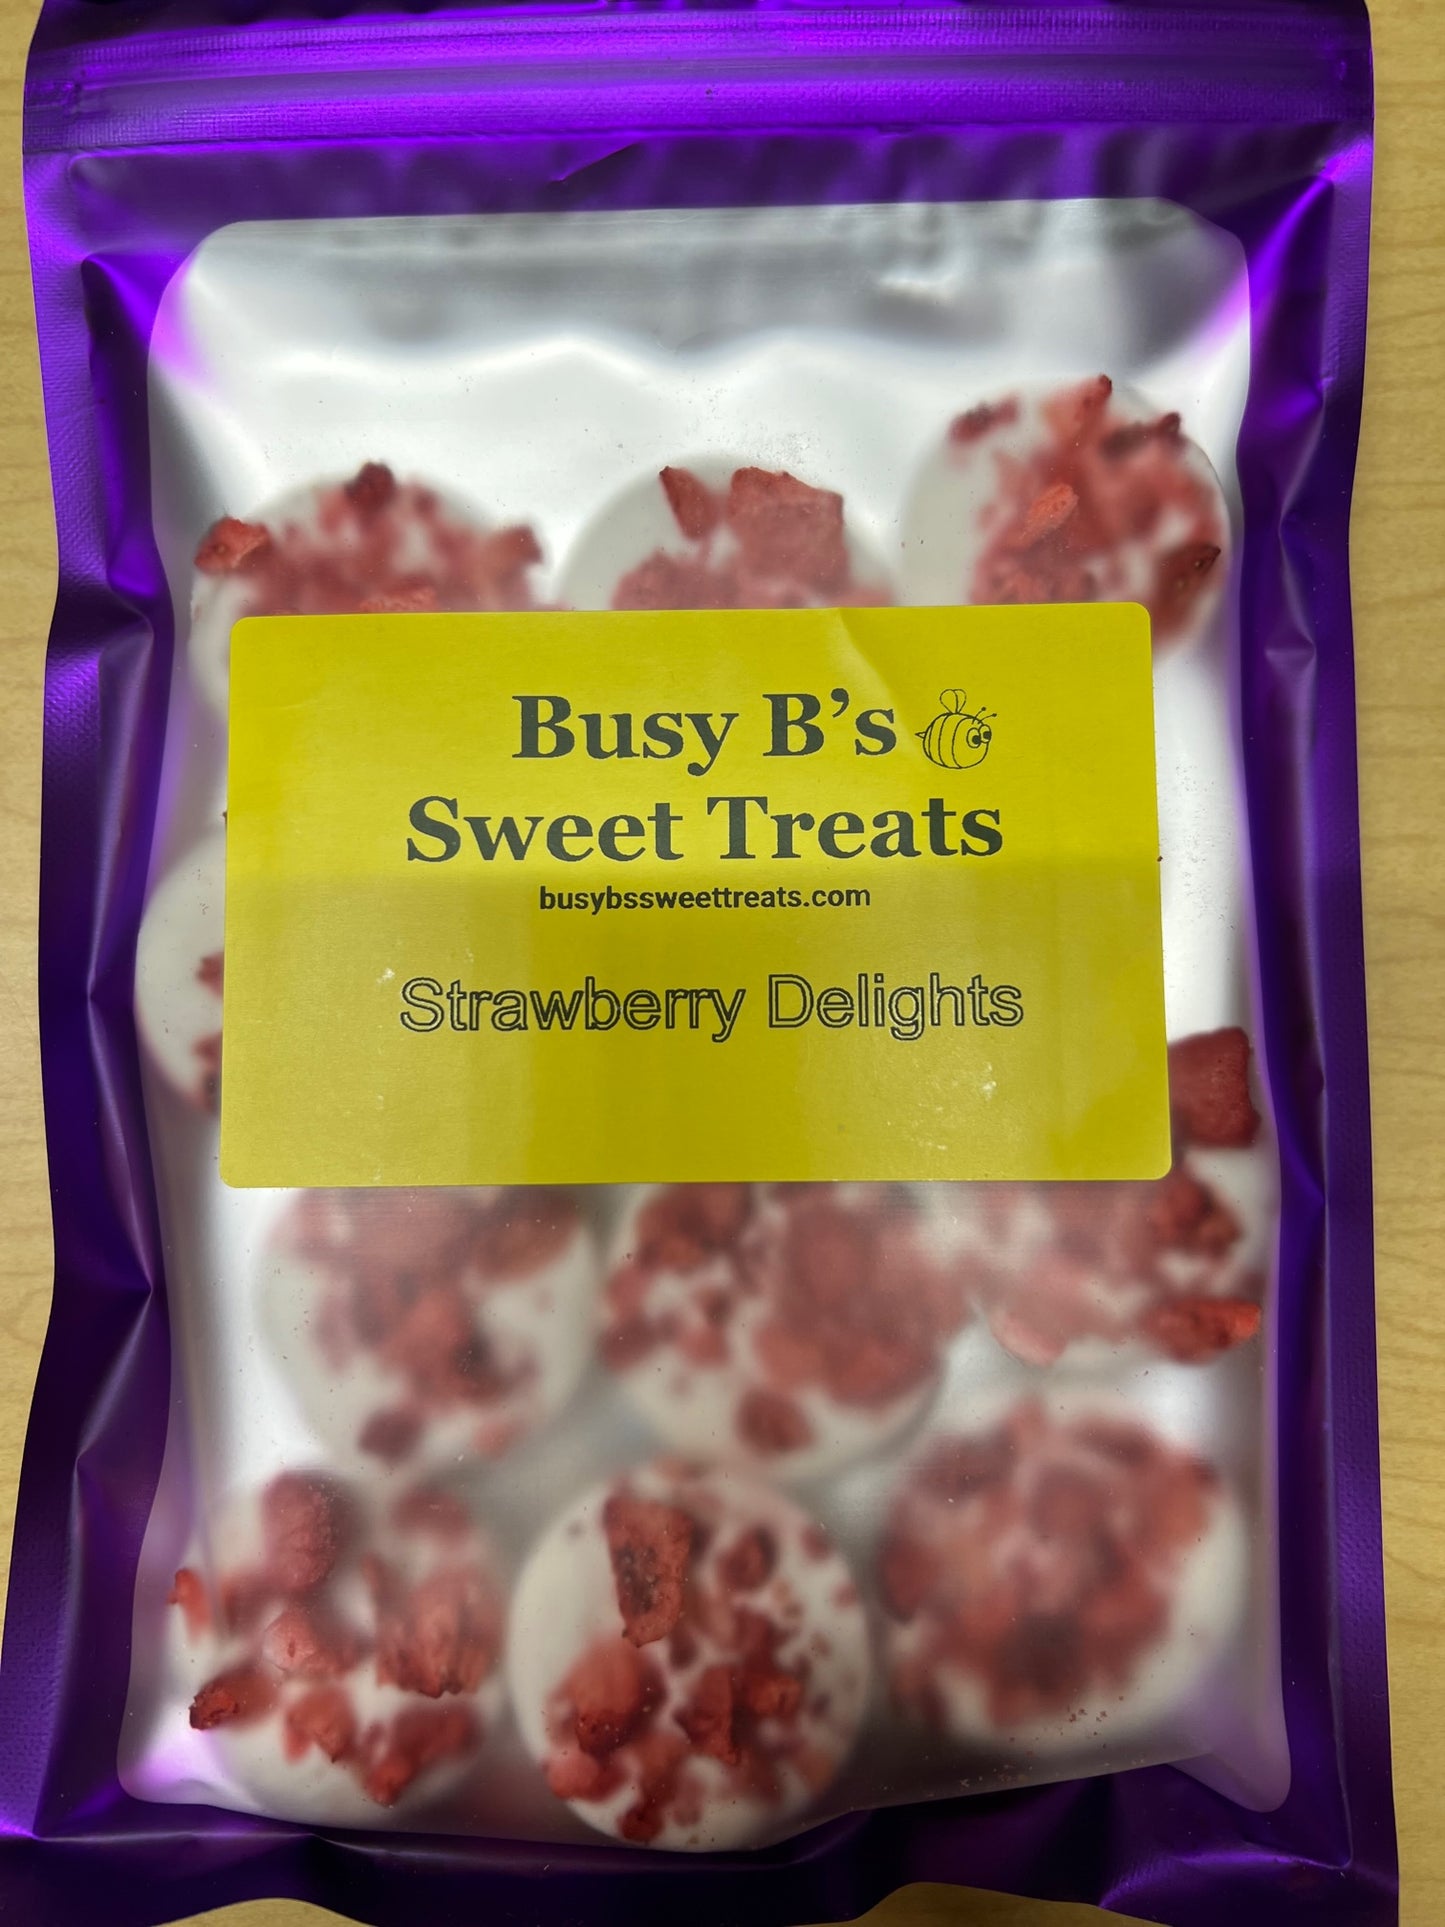 Busy B's
Sweet Treats
busybssweettreats.com
Strawberry Delights